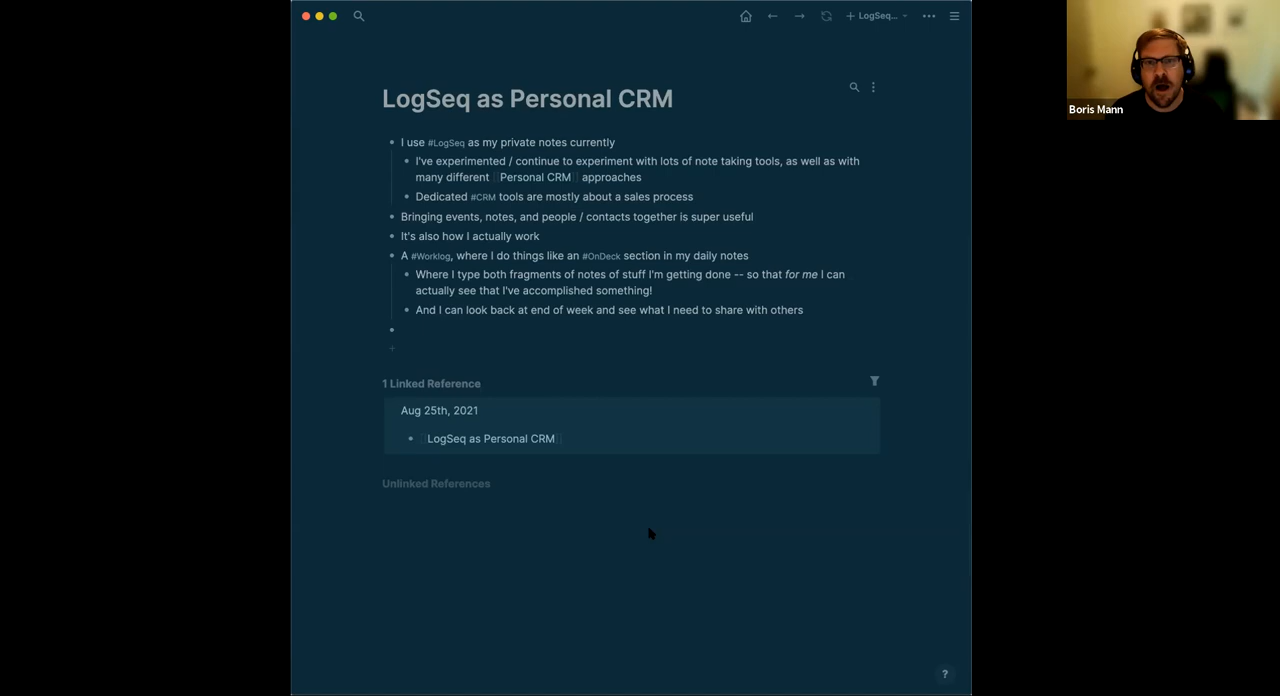 LogSeq...
Boris Mann
LogSeq as Personal CRM
I use #LogSeq as my private notes currently
I've experimented / continue to experiment with lots of note taking tools, as well as with
many different [[Personal CRM]] approaches
Dedicated #CRM tools are mostly about a sales process
Bringing events, notes, and people / contacts together is super useful
It's also how I actually work
A #Worklog, where I do things like an #OnDeck section in my daily notes
Where I type both fragments of notes of stuff I'm getting done -- so that for me I can
actually see that I've accomplished something!
And I can look back at end of week and see what I need to share with others
1 Linked Reference
Aug 25th, 2021
[[LogSeq as Personal CRM]]
Unlinked References
?